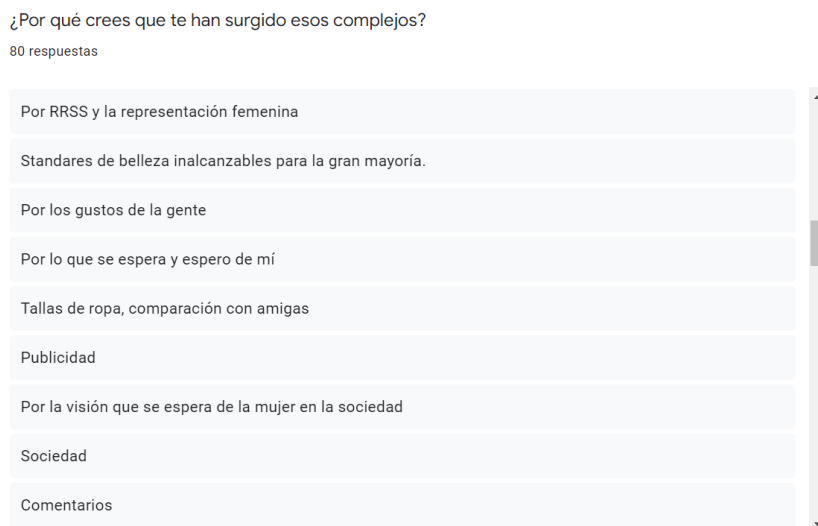 ¿Por qué crees que te han surgido esos complejos?
80 respuestas
Por RRSS y la representación femenina
Standares de belleza inalcanzables para la gran mayoría.
Por los gustos de la gente
Por lo que se espera y espero de mí
Tallas de ropa, comparación con amigas
Publicidad
Por la visión que se espera de la mujer en la sociedad
Sociedad
Comentarios